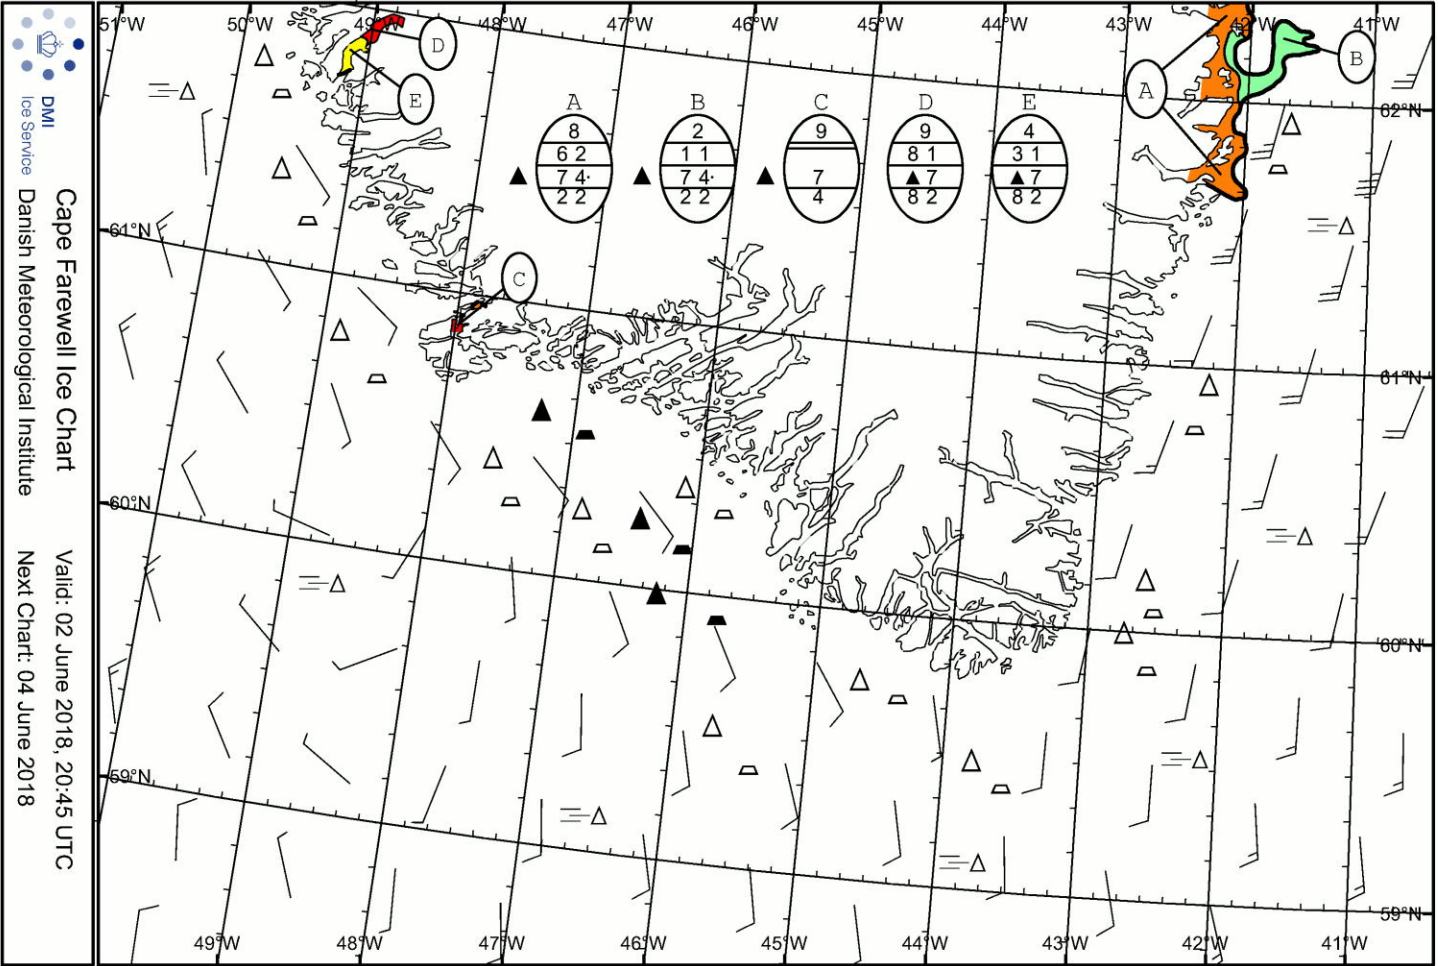 DMI
Ice Service
Cape Farewell Ice Chart
Danish Meteorological Institute
Valid: 02 June 2018, 20:45 UTC
Next Chart: 04 June 2018
51°W 50°W 49°W 48°W 47°W 46°W 45°W 44°W 43°W 42°W 41°W
D
E
A
B
62°N
A B C D E
8 2 9 9 4
6 2 1 1 8 1 3 1
7 4· 7 4· 7 7 7
2 2 2 2 4 8 2 8 2
61°N
C
61°N
60°N
60°N
59°N
59°N
49°W 48°W 47°W 46°W 45°W 44°W 43°W 42°W 41°W